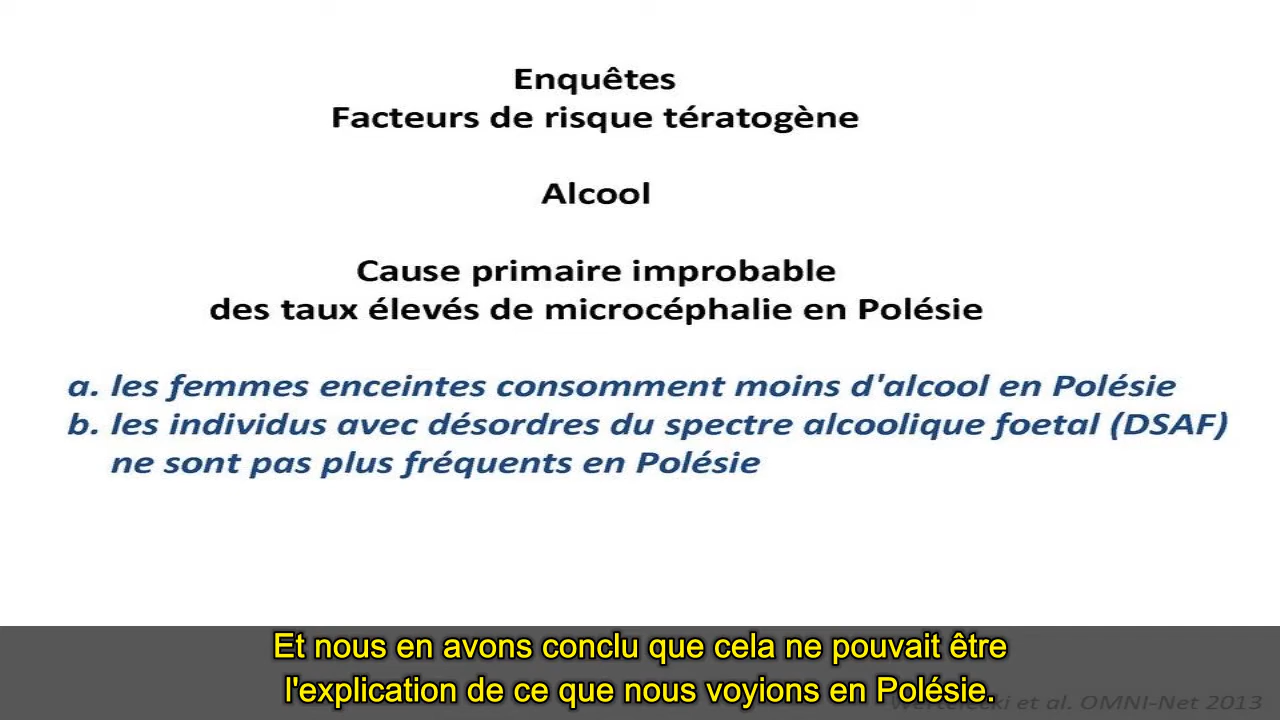 Enquêtes
Facteurs de risque tératogène
Alcool
Cause primaire improbable
des taux élevés de microcéphalie en Polésie
a. les femmes enceintes consomment moins d'alcool en Polésie
b. les individus avec désordres du spectre alcoolique foetal (DSAF)
ne sont pas plus fréquents en Polésie
Et nous en avons conclu que cela ne pouvait être
l'explication de ce que nous voyions en Polésie.
Wertelecki et al. OMNI-Net 2013